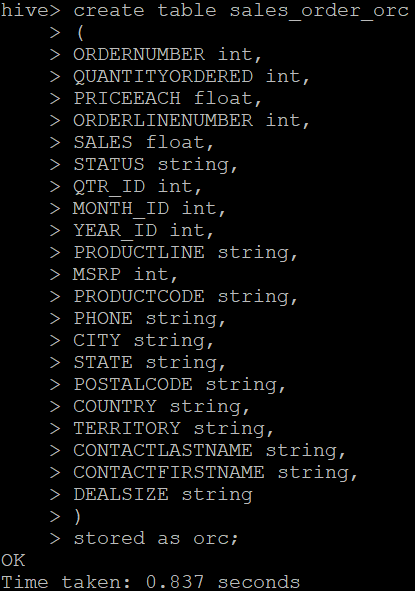 hive> create table sales_order_orc
> (
> ORDERNUMBER int,
> QUANTITYORDERED int,
> PRICEEACH float,
> ORDERLINENUMBER int,
> SALES float,
> STATUS string,
> QTR_ID int,
> MONTH_ID int,
> YEAR_ID int,
> PRODUCTLINE string,
> MSRP int,
> PRODUCTCODE string,
> PHONE string,
> CITY string,
> STATE string,
> POSTALCODE string,
> COUNTRY string,
> TERRITORY string,
> CONTACTLASTNAME string,
> CONTACTFIRSTNAME string,
> DEALSIZE string
> )
> stored as orc;
OK
Time taken: 0.837 seconds